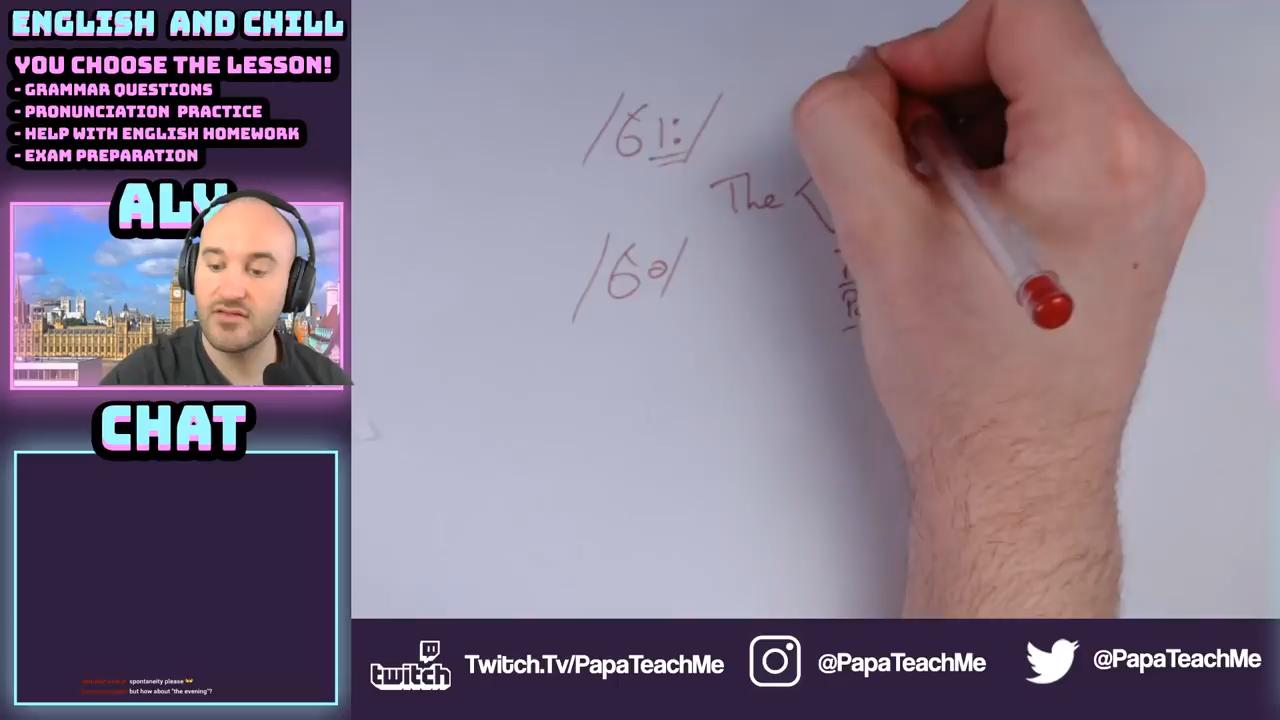 ENGLISH AND CHILL
YOU CHOOSE THE LESSON!
- GRAMMAR QUESTIONS
- PRONUNCIATION PRACTICE
- HELP WITH ENGLISH HOMEWORK
- EXAM PREPARATION
ALY
CHAT
spontaneity please
but how about "the evening"?
/ði:/
The
/ðə/
twitch
Twitch.Tv/PapaTeachMe
@PapaTeachMe
@PapaTeachMe